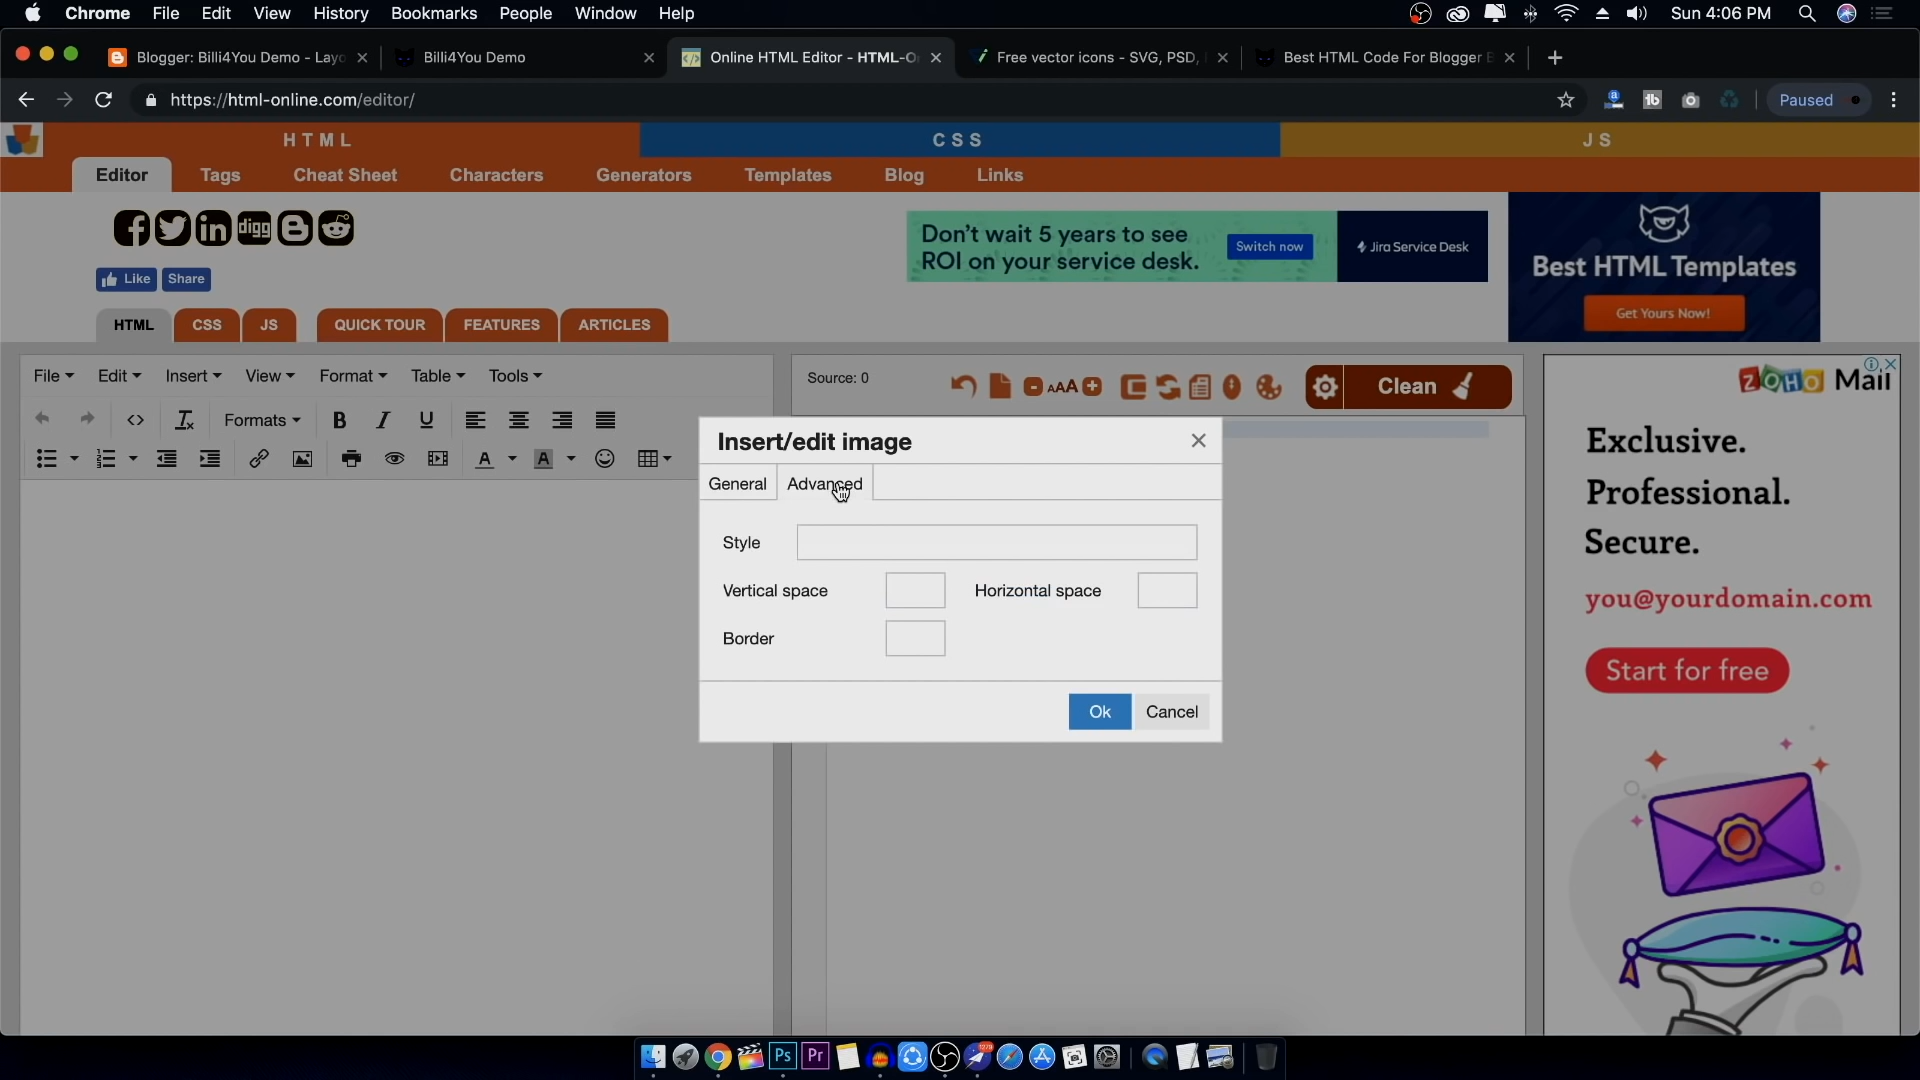 Chrome File Edit View History Bookmarks People Window Help Sun 4:06 PM
Blogger: Billi4You Demo - Layo Billi4You Demo Online HTML Editor - HTML-O Free vector icons - SVG, PSD, Best HTML Code For Blogger B
https://html-online.com/editor/ Paused
HTML CSS JS
Editor Tags Cheat Sheet Characters Generators Templates Blog Links
digg
Don't wait 5 years to see
ROI on your service desk.
Switch now
Jira Service Desk
Best HTML Templates
Get Yours Now!
Like Share
HTML CSS JS QUICK TOUR FEATURES ARTICLES
File Edit Insert View Format Table Tools
Source: 0
AAA
Clean
Formats B I U
A A
Insert/edit image
General Advanced
Style
Vertical space Horizontal space
Border
Ok Cancel
ZOHO Mail
Exclusive.
Professional.
Secure.
you@yourdomain.com
Start for free
Ps Pr